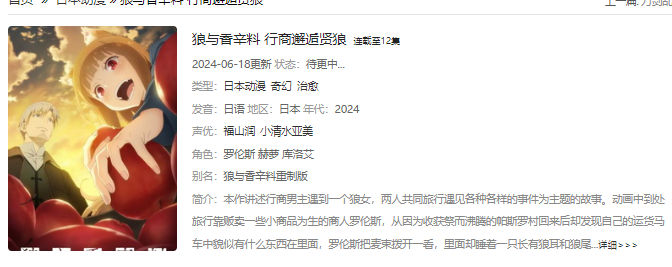 首页 » 日本动漫 » 狼与香辛料 行商邂逅贤狼
上一篇:
狼与香辛料 行商邂逅贤狼 连载至12集
2024-06-18更新 状态：待更中...
类型：日本动漫 奇幻 治愈
发音：日语 地区：日本 年代：2024
声优：福山润 小清水亚美
角色：罗伦斯 赫萝 库洛艾
别名：狼与香辛料重制版
简介：本作讲述行商男主遇到一个狼女，两人共同旅行遇见各种各样的事件为主题的故事。动画中到处
旅行靠贩卖一些小商品为生的商人罗伦斯，从因为收获祭而沸腾的帕斯罗村回来后却发现自己的运货马
车中貌似有什么东西在里面，罗伦斯把麦束拨开一看，里面却睡着一只长有狼耳和狼尾...详细 > > >